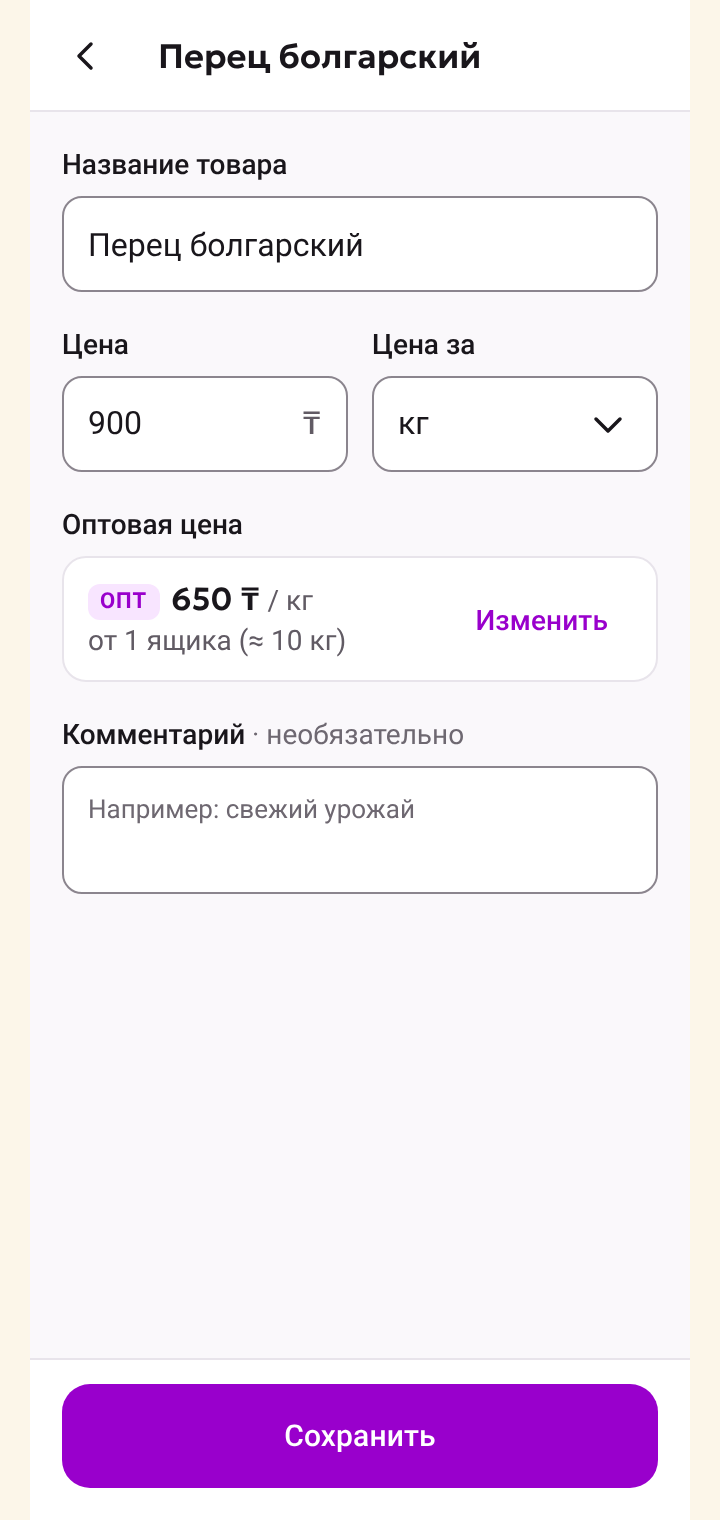 Перец болгарский
Название товара
Перец болгарский
Цена
Цена за
900 ₸
кг
Оптовая цена
ОПТ 650 ₸ / кг
от 1 ящика (≈ 10 кг)
Изменить
Комментарий · необязательно
Например: свежий урожай
Сохранить